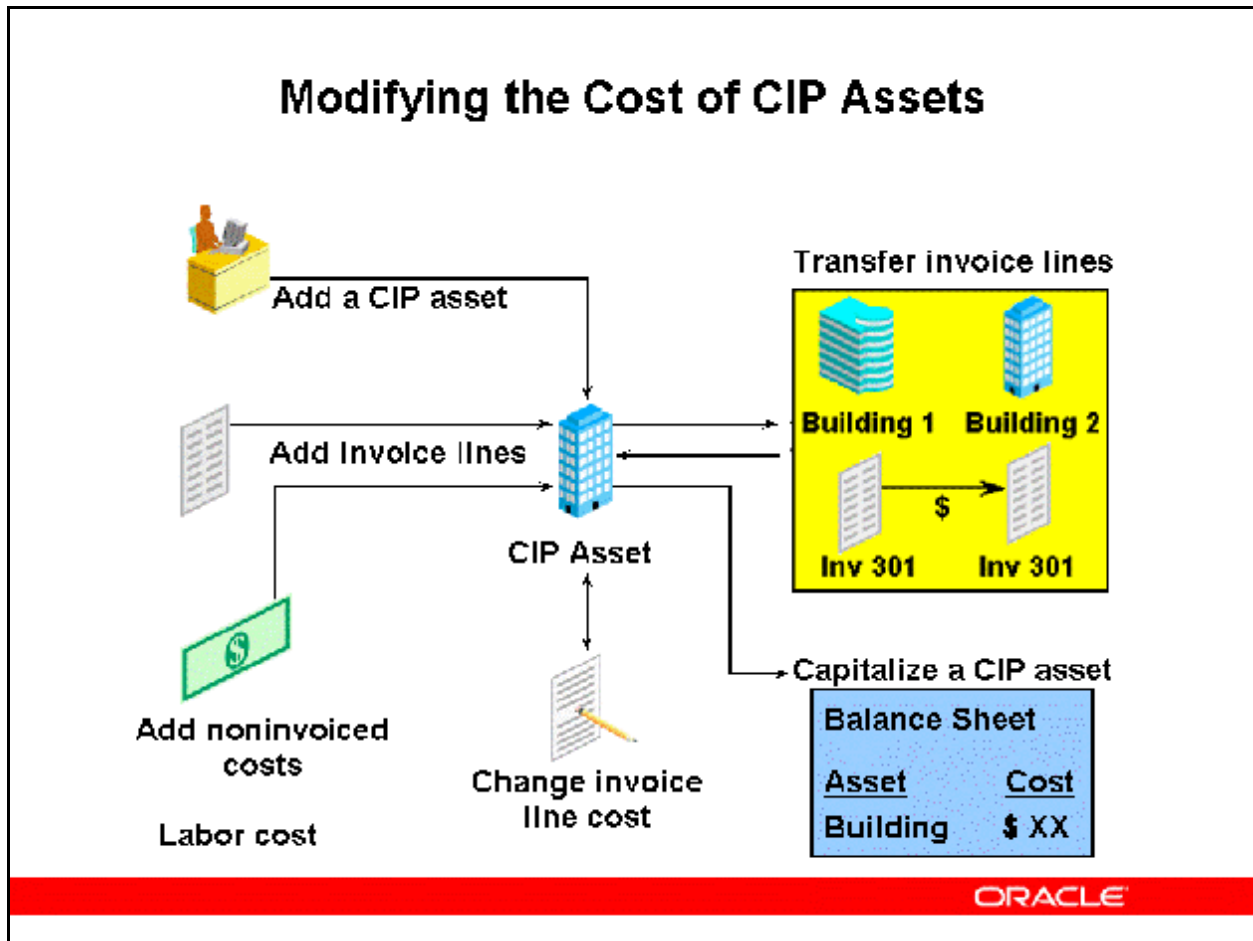 Modifying the Cost of CIP Assets
Add a CIP asset
Add Invoice lines
Add noninvoiced
costs
Labor cost
CIP Asset
Change invoice
line cost
Transfer invoice lines
Building 1
Building 2
$
Inv 301
Inv 301
Capitalize a CIP asset
Balance Sheet
Asset Cost
Building $ XX
$
ORACLE